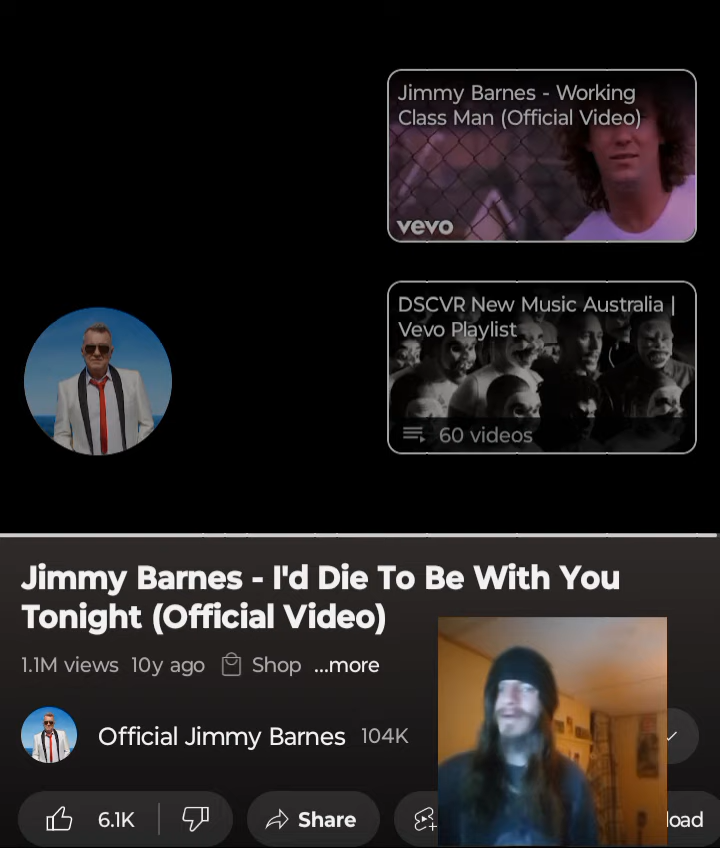 Jimmy Barnes - Working
Class Man (Official Video)
vevo
DSCVR New Music Australia |
Vevo Playlist
60 videos
Jimmy Barnes - I'd Die To Be With You
Tonight (Official Video)
1.1M views 10y ago Shop ...more
Official Jimmy Barnes 104K
6.1K Share load